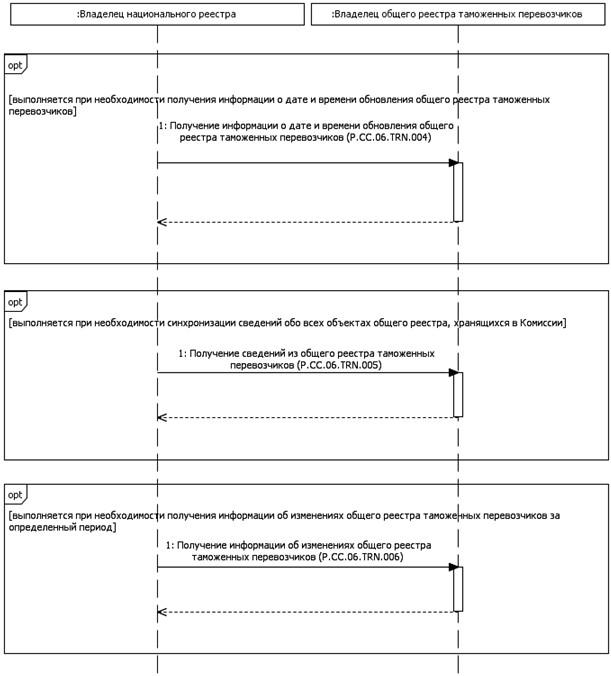 :Владелец национального реестра
:Владелец общего реестра таможенных перевозчиков
opt
[выполняется при необходимости получения информации о дате и времени обновления общего реестра таможенных
перевозчиков]
1: Получение информации о дате и времени обновления общего
реестра таможенных перевозчиков (P.CC.06.TRN.004)
opt
[выполняется при необходимости синхронизации сведений обо всех объектах общего реестра, хранящихся в Комиссии]
1: Получение сведений из общего реестра таможенных
перевозчиков (P.CC.06.TRN.005)
opt
[выполняется при необходимости получения информации об изменениях общего реестра таможенных перевозчиков за
определенный период]
1: Получение информации об изменениях общего реестра
таможенных перевозчиков (P.CC.06.TRN.006)